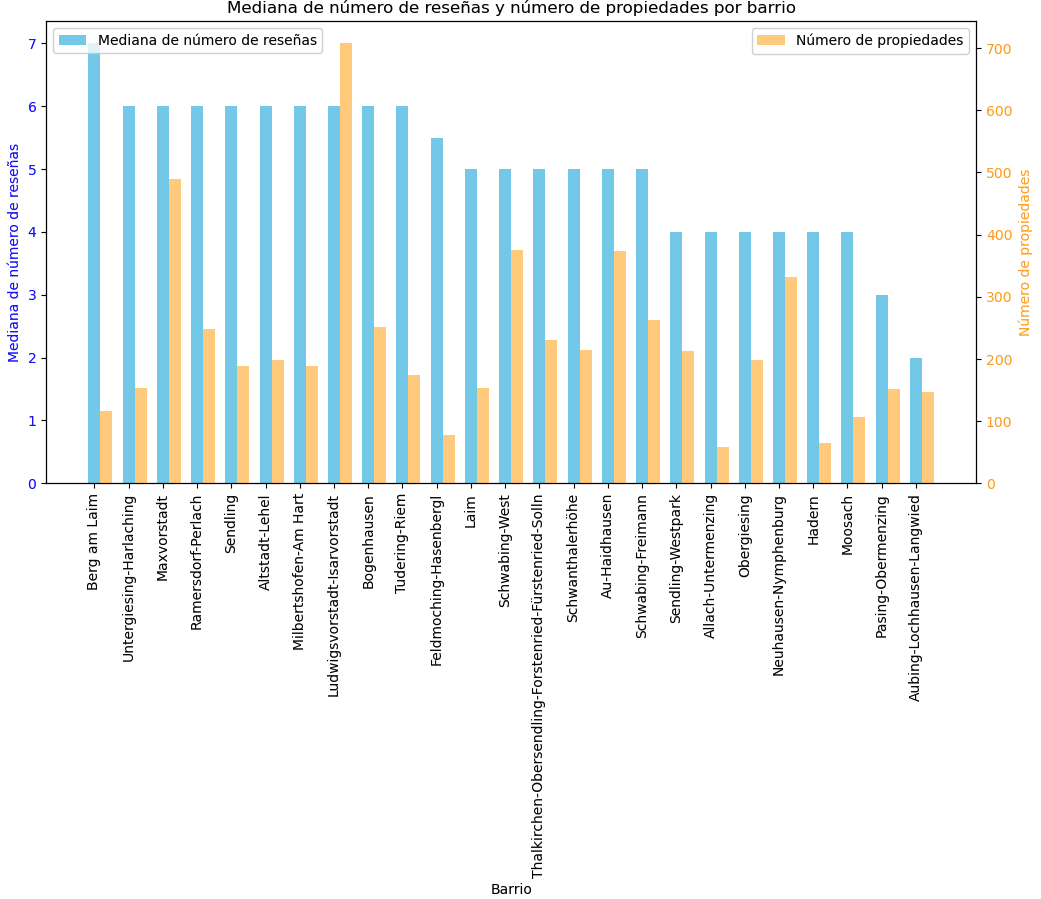 Mediana de número de reseñas y número de propiedades por barrio
Mediana de número de reseñas
Número de propiedades
7
6
5
4
3
2
1
0
Mediana de número de reseñas
700
600
500
400
300
200
100
0
Número de propiedades
Berg am Laim
Untergiesing-Harlaching
Maxvorstadt
Ramersdorf-Perlach
Sendling
Altstadt-Lehel
Milbertshofen-Am Hart
Ludwigsvorstadt-Isarvorstadt
Bogenhausen
Tudering-Riem
Feldmoching-Hasenbergl
Laim
Schwabing-West
Thalkirchen-Obersendling-Forstenried-Fürstenried-Solln
Schwanthalerhöhe
Au-Haidhausen
Schwabing-Freimann
Sendling-Westpark
Allach-Untermenzing
Obergiesing
Neuhausen-Nymphenburg
Hadern
Moosach
Pasing-Obermenzing
Aubing-Lochhausen-Langwied
Barrio